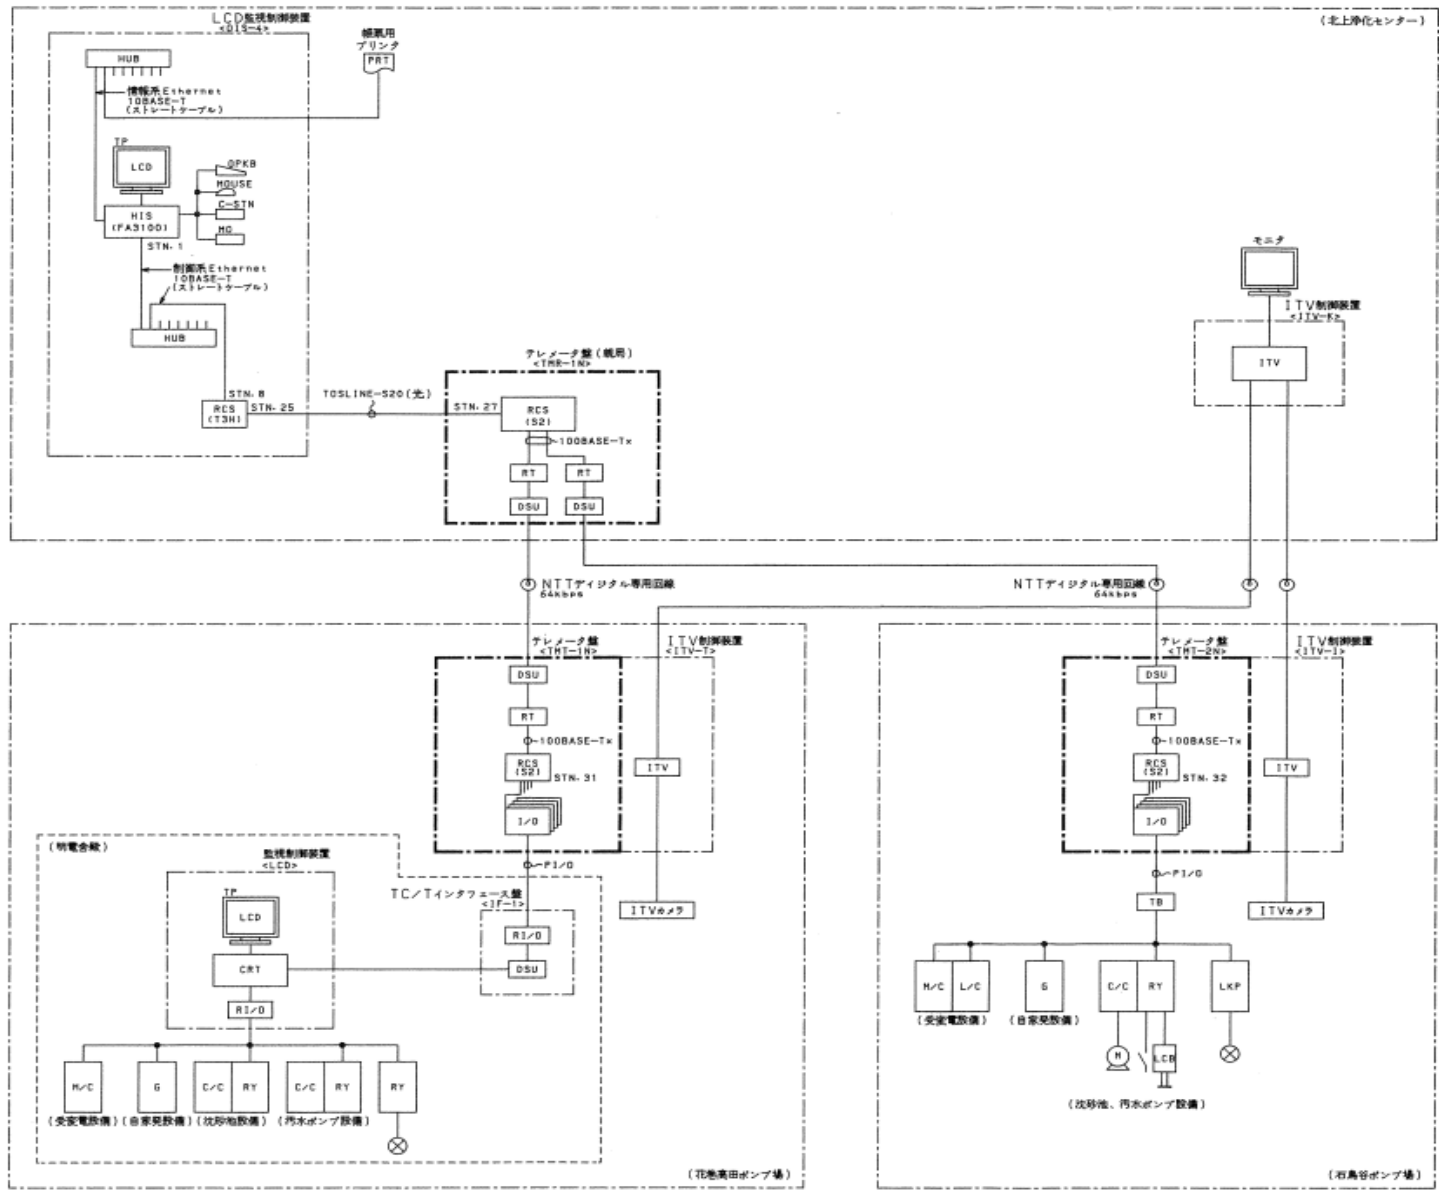 (北上浄化センター)
LCD監視制御装置
<DIS-4>
HUB
情報系Ethernet
10BASE-T
(ストレートケーブル)
帳票用
プリンタ
PRT
TP
LCD
OPKB
MOUSE
C-STN
MO
HIS
(FA3100)
STN. 1
制御系Ethernet
10BASE-T
(ストレートケーブル)
HUB
STN. 8
RCS
(T3H)
STN. 25
TOSLINE-S20(光)
テレメータ盤(親局)
<TMR-1N>
STN. 27
RCS
(S2)
100BASE-Tx
RT
RT
DSU
DSU
モニタ
ITV制御装置
<ITV-K>
ITV
NTTディジタル専用回線
64kbps
NTTディジタル専用回線
64kbps
テレメータ盤
<TMT-1N>
ITV制御装置
<ITV-T>
DSU
RT
100BASE-Tx
RCS
(S2)
STN. 31
I/O
ITV
PI/O
ITVカメラ
(明電舎殿)
監視制御装置
<LCD>
TP
LCD
CRT
RI/O
TC/Tインタフェース盤
<IF-1>
RI/O
DSU
M/C
G
C/C
RY
C/C
RY
RY
(受変電設備)
(自家発設備)
(沈砂池設備)
(汚水ポンプ設備)
(花巻高田ポンプ場)
テレメータ盤
<TMT-2N>
ITV制御装置
<ITV-I>
DSU
RT
100BASE-Tx
RCS
(S2)
STN. 32
I/O
ITV
PI/O
TB
ITVカメラ
M/C
L/C
G
C/C
RY
LKP
(受変電設備)
(自家発設備)
M
LCB
(沈砂池、汚水ポンプ設備)
(石鳥谷ポンプ場)